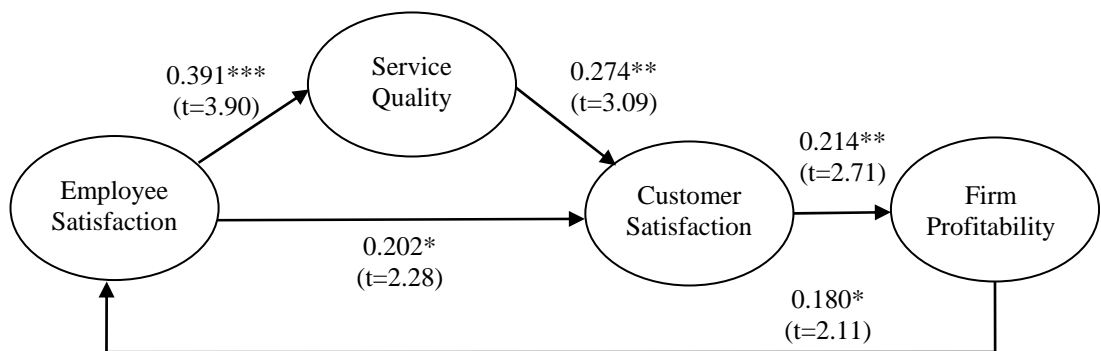 0.391***
(t=3.90)
Service
Quality
0.274**
(t=3.09)
Employee
Satisfaction
0.202*
(t=2.28)
Customer
Satisfaction
0.214**
(t=2.71)
Firm
Profitability
0.180*
(t=2.11)